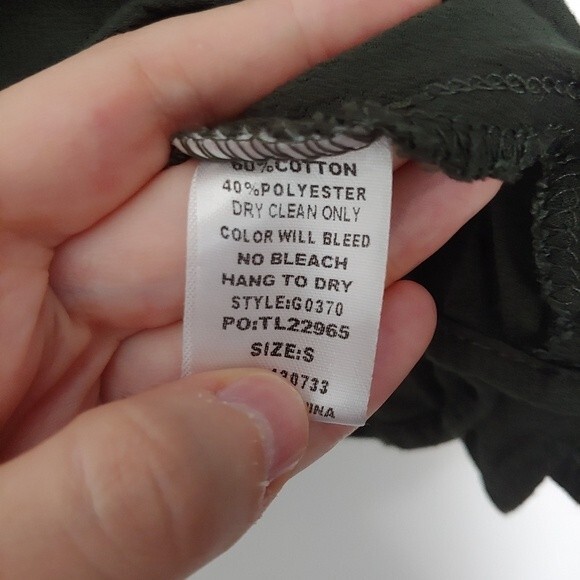 60%COTTON
40%POLYESTER
DRY CLEAN ONLY
COLOR WILL BLEED
NO BLEACH
HANG TO DRY
STYLE:G0370
PO:TL22965
SIZE:S